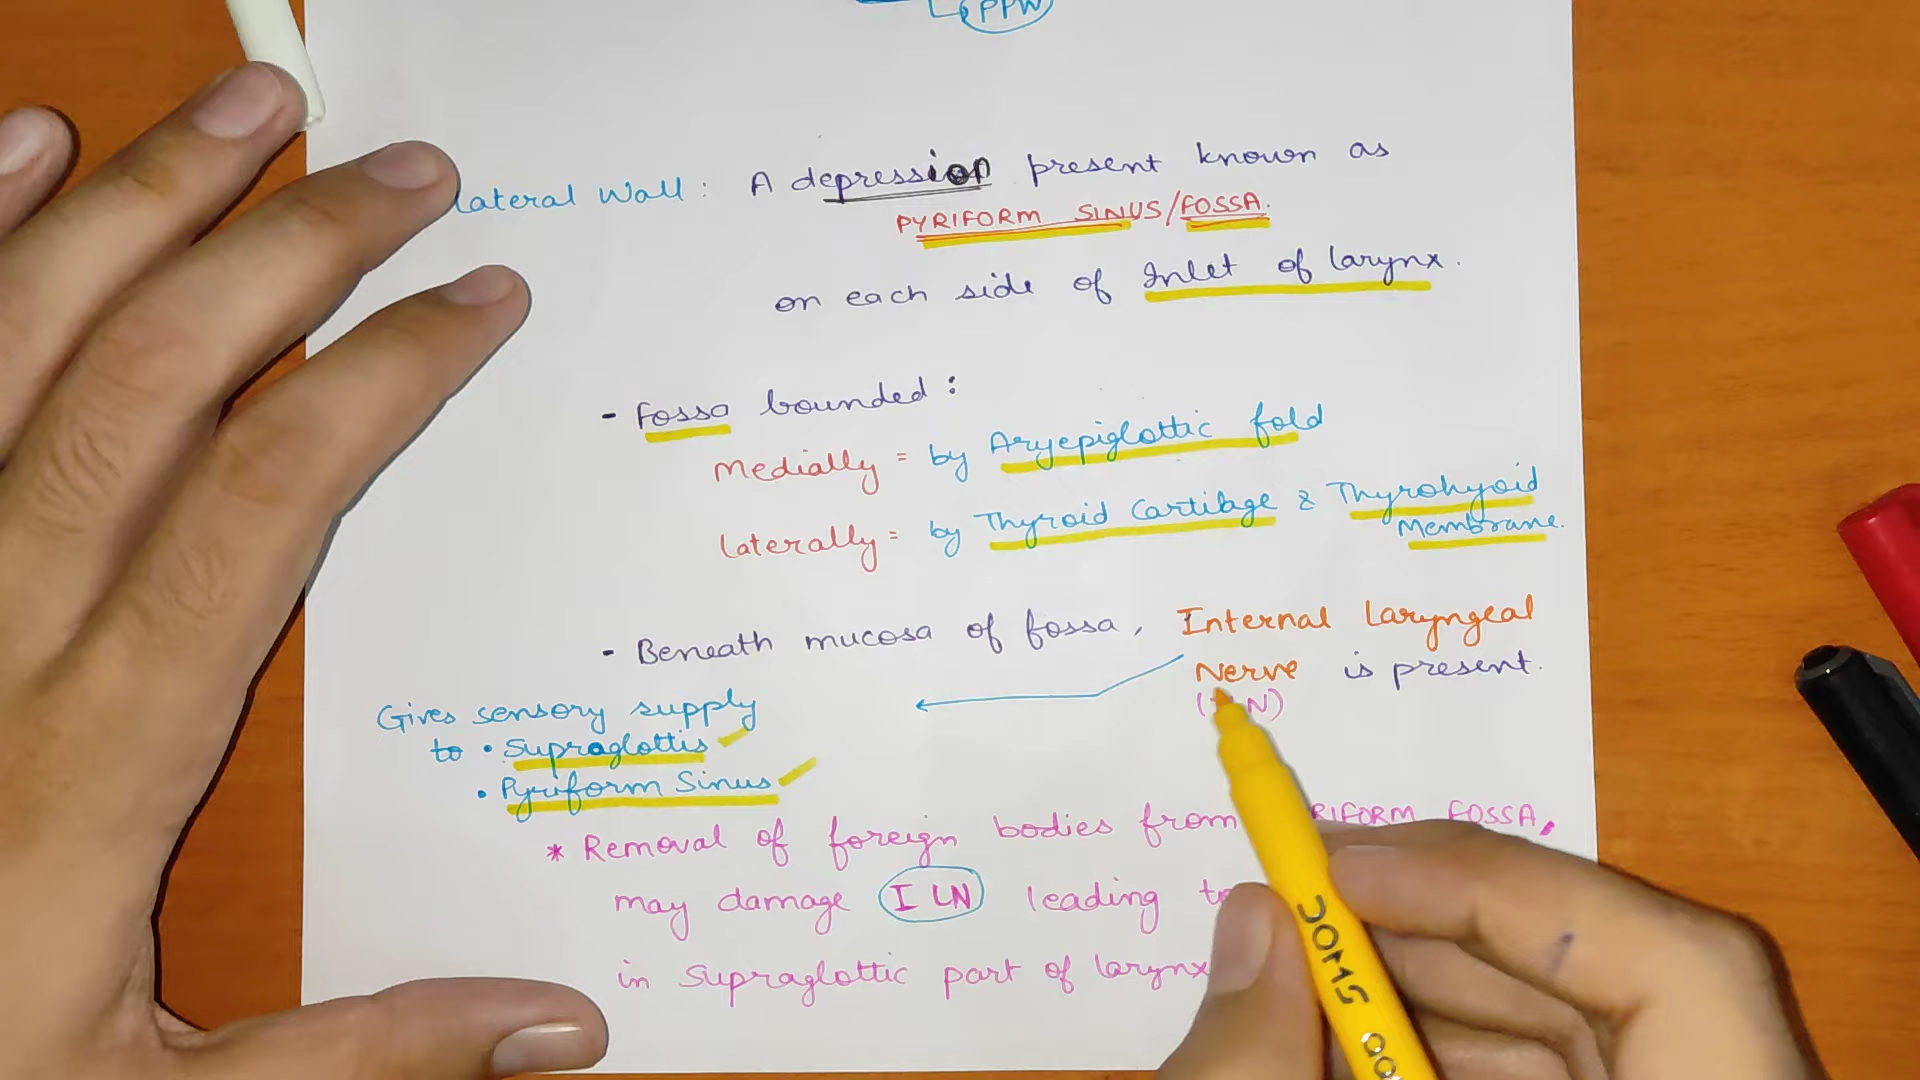 PPW
lateral Wall : A depression present known as
PYRIFORM SINUS/FOSSA.
on each side of Inlet of larynx.
- Fossa bounded :
Medially = by Aryepiglottic fold
laterally = by Thyroid Cartilage & Thyrohyoid
Membrane.
- Beneath mucosa of fossa, Internal Laryngeal
Nerve is present.
Gives sensory supply
to • Supraglottis
• Pyriform Sinus
* Removal of foreign bodies from FOSSA,
may damage ILN leading
in Supraglottic part of larynx
DOMS